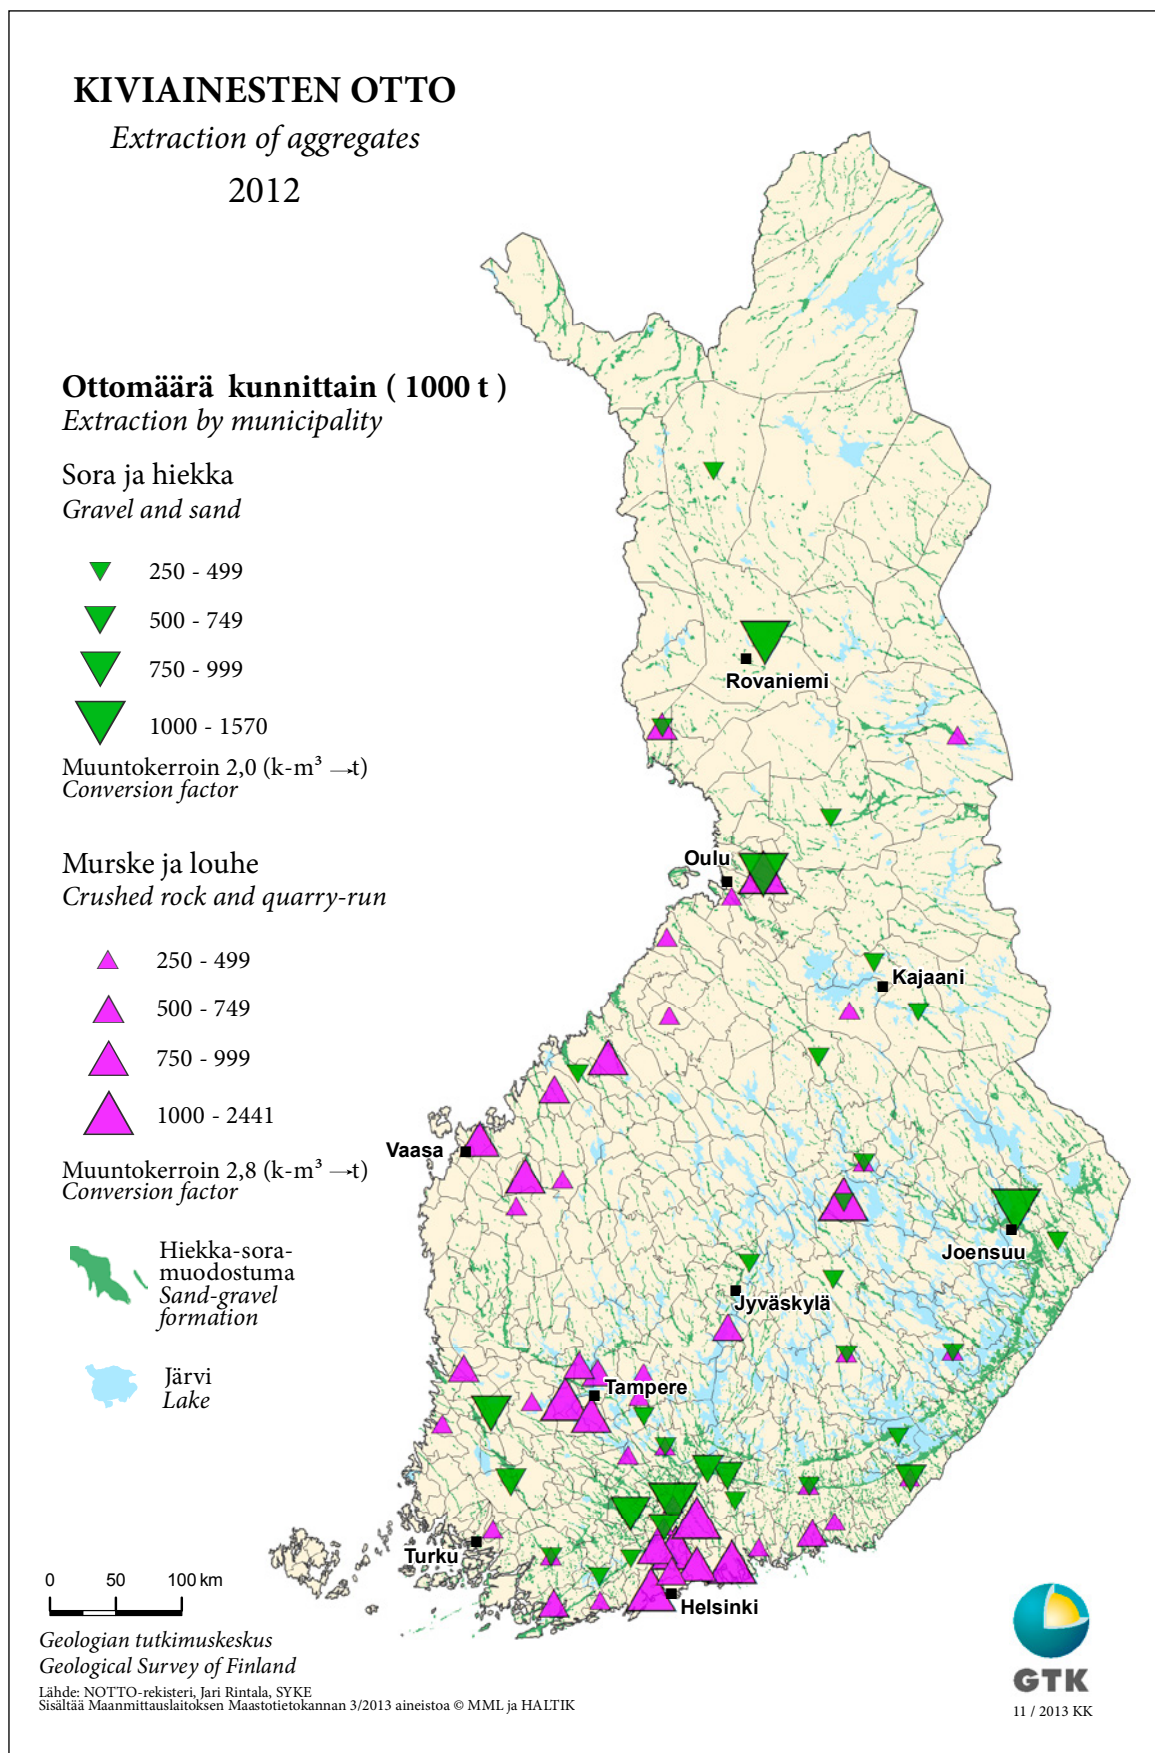 KIVIAINESTEN OTTO
Extraction of aggregates
2012
Ottomäärä kunnittain ( 1000 t )
Extraction by municipality
Sora ja hiekka
Gravel and sand
250 - 499
500 - 749
750 - 999
1000 - 1570
Muuntokerroin 2,0 (k-m³ →t)
Conversion factor
Murske ja louhe
Crushed rock and quarry-run
250 - 499
500 - 749
750 - 999
1000 - 2441
Muuntokerroin 2,8 (k-m³ →t)
Conversion factor
Hiekka-sora-
muodostuma
Sand-gravel
formation
Järvi
Lake
Rovaniemi
Oulu
Kajaani
Vaasa
Joensuu
Jyväskylä
Tampere
Turku
Helsinki
0 50 100 km
Geologian tutkimuskeskus
Geological Survey of Finland
Lähde: NOTTO-rekisteri, Jari Rintala, SYKE
Sisältää Maanmittauslaitoksen Maastotietokannan 3/2013 aineistoa © MML ja HALTIK
GTK
11 / 2013 KK